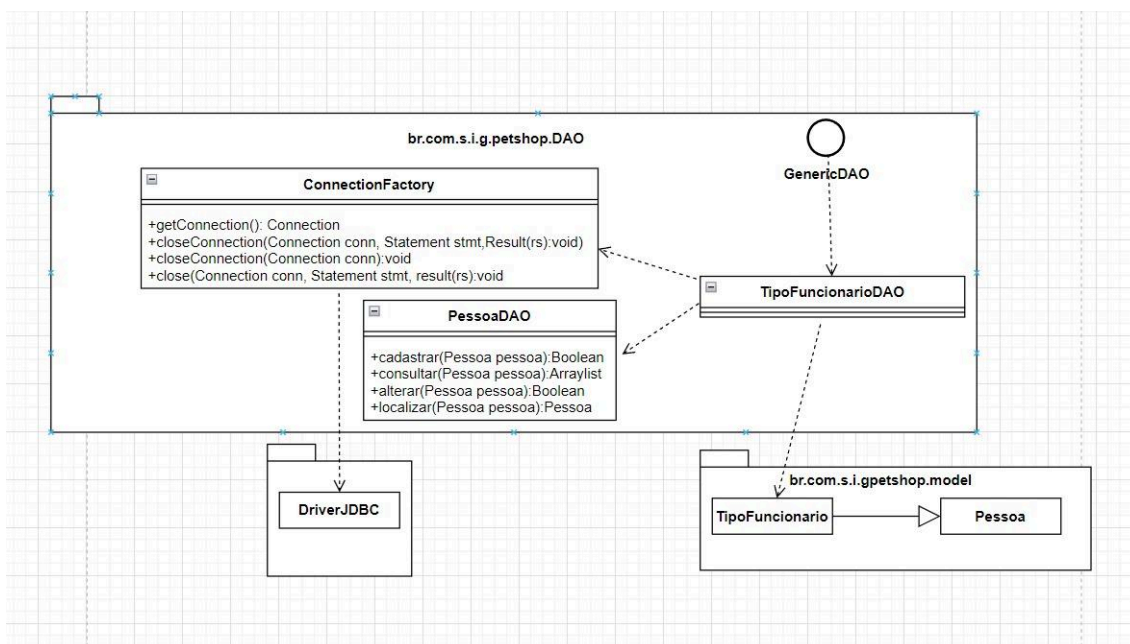 br.com.s.i.g.petshop.DAO
GenericDAO
ConnectionFactory
+getConnection(): Connection
+closeConnection(Connection conn, Statement stmt,Result(rs):void)
+closeConnection(Connection conn):void
+close(Connection conn, Statement stmt, result(rs):void
TipoFuncionarioDAO
PessoaDAO
+cadastrar(Pessoa pessoa):Boolean
+consultar(Pessoa pessoa):Arraylist
+alterar(Pessoa pessoa):Boolean
+localizar(Pessoa pessoa):Pessoa
DriverJDBC
br.com.s.i.gpetshop.model
TipoFuncionario
Pessoa